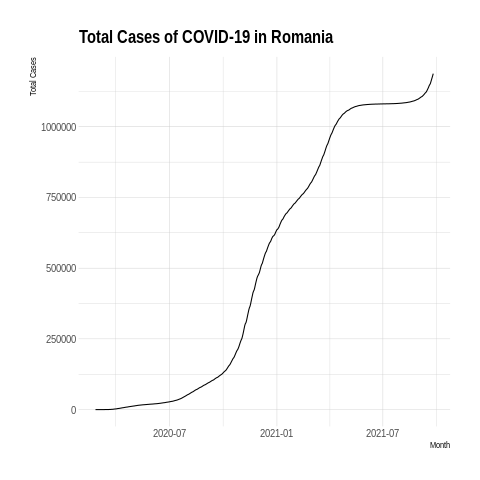 Total Cases of COVID-19 in Romania
Total Cases
1000000
750000
500000
250000
0
2020-07 2021-01 2021-07
Month